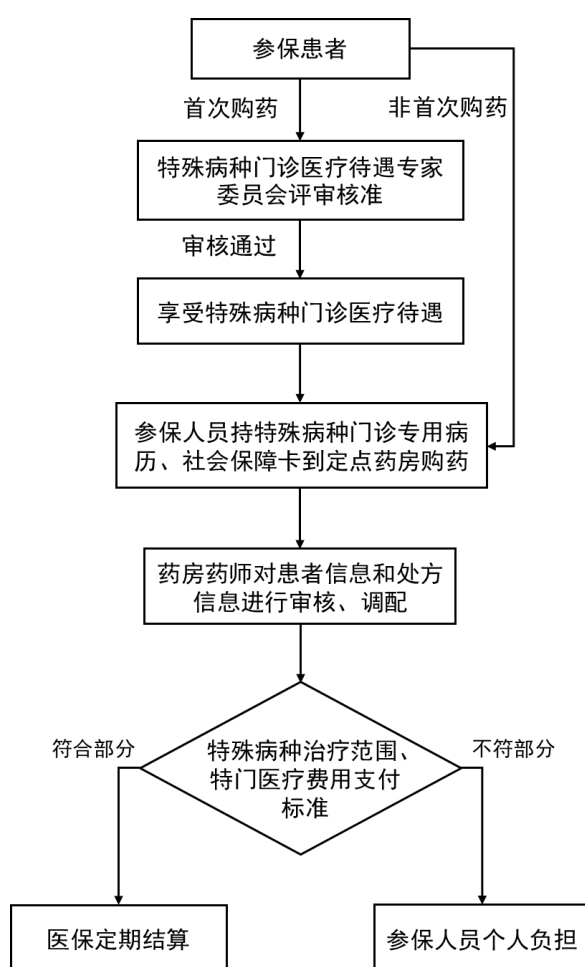 参保患者
首次购药
非首次购药
特殊病种门诊医疗待遇专家
委员会评审核准
审核通过
享受特殊病种门诊医疗待遇
参保人员持特殊病种门诊专用病
历、社会保障卡到定点药房购药
药房药师对患者信息和处方
信息进行审核、调配
符合部分
特殊病种治疗范围、
特门医疗费用支付
标准
不符部分
医保定期结算
参保人员个人负担